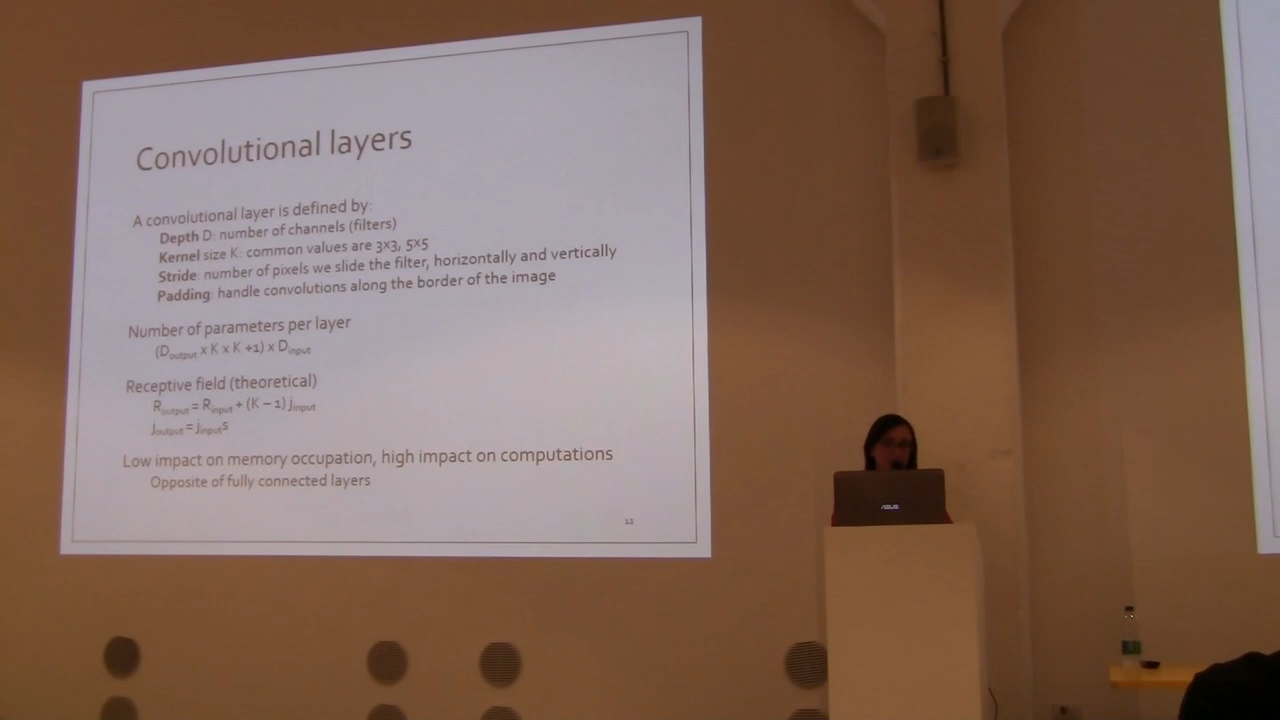 Convolutional layers
A convolutional layer is defined by:
Depth D: number of channels (filters)
Kernel size K: common values are 3x3, 5x5
Stride: number of pixels we slide the filter, horizontally and vertically
Padding: handle convolutions along the border of the image
Number of parameters per layer
(Doutput x K x K +1) x Dinput
Receptive field (theoretical)
Routput = Rinput + (K – 1) jinput
joutput = jinputs
Low impact on memory occupation, high impact on computations
Opposite of fully connected layers
12
ASUS